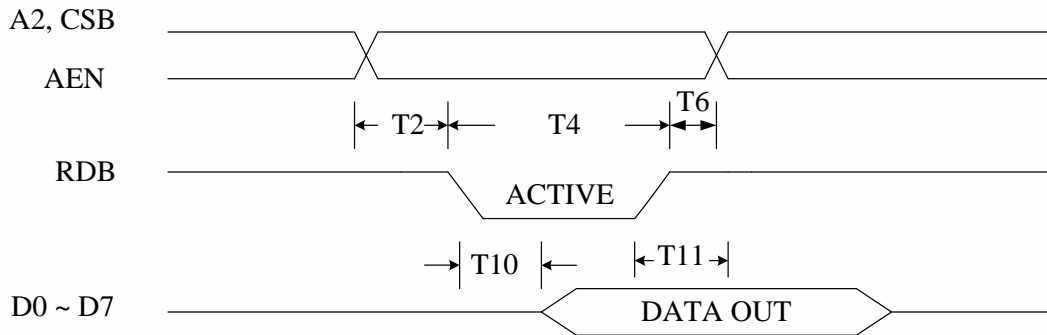 A2, CSB
AEN
T2
T4
T6
RDB
ACTIVE
T10
T11
D0 ~ D7
DATA OUT